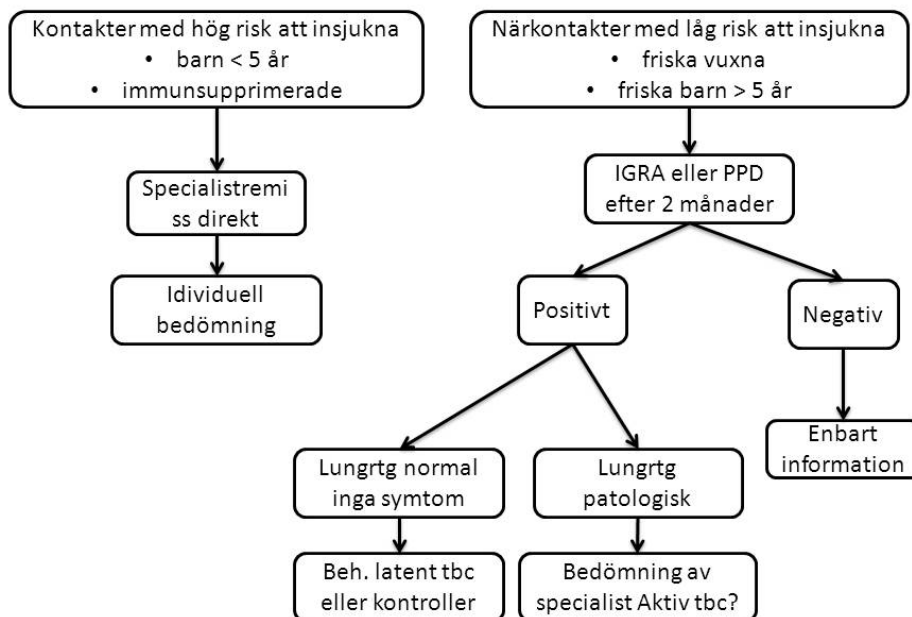 Kontakter med hög risk att insjukna
• barn < 5 år
• immunsupprimerade
Specialistremi
ss direkt
Idividuell
bedömning
Närkontakter med låg risk att insjukna
• friska vuxna
• friska barn > 5 år
IGRA eller PPD
efter 2 månader
Positivt
Negativ
Lungrtg normal
inga symtom
Lungrtg
patologisk
Enbart
information
Beh. latent tbc
eller kontroller
Bedömning av
specialist Aktiv tbc?